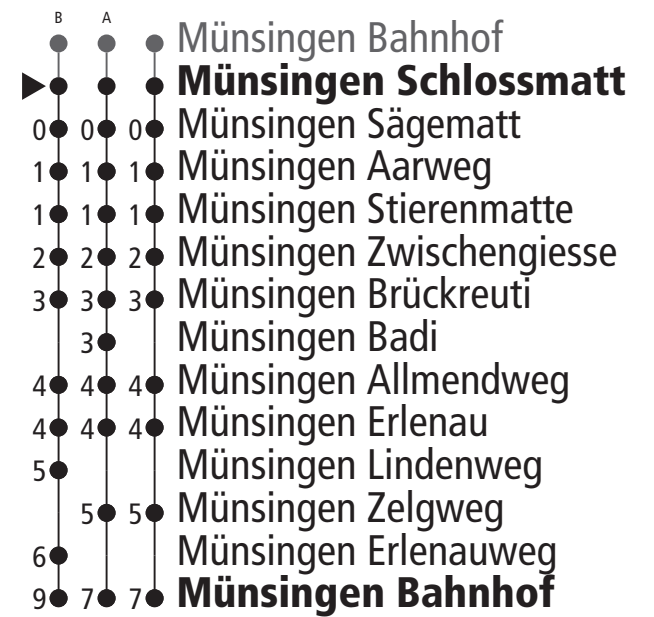 B A
Münsingen Bahnhof
Münsingen Schlossmatt
0 0 0 Münsingen Sägematt
1 1 1 Münsingen Aarweg
1 1 1 Münsingen Stierenmatte
2 2 2 Münsingen Zwischengiesse
3 3 3 Münsingen Brückreuti
3 Münsingen Badi
4 4 4 Münsingen Allmendweg
4 4 4 Münsingen Erlenau
5 Münsingen Lindenweg
5 5 Münsingen Zelgweg
6 Münsingen Erlenauweg
9 7 7 Münsingen Bahnhof